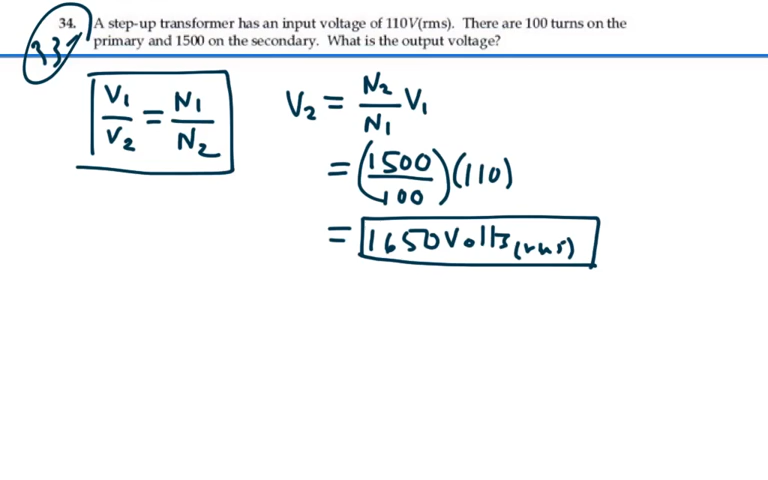 34. A step-up transformer has an input voltage of 110V(rms). There are 100 turns on the
primary and 1500 on the secondary. What is the output voltage?
V₁/V₂ = N₁/N₂
V₂ = N₂/N₁ V₁
= (1500/100)(110)
= 1650 Volts (rms)